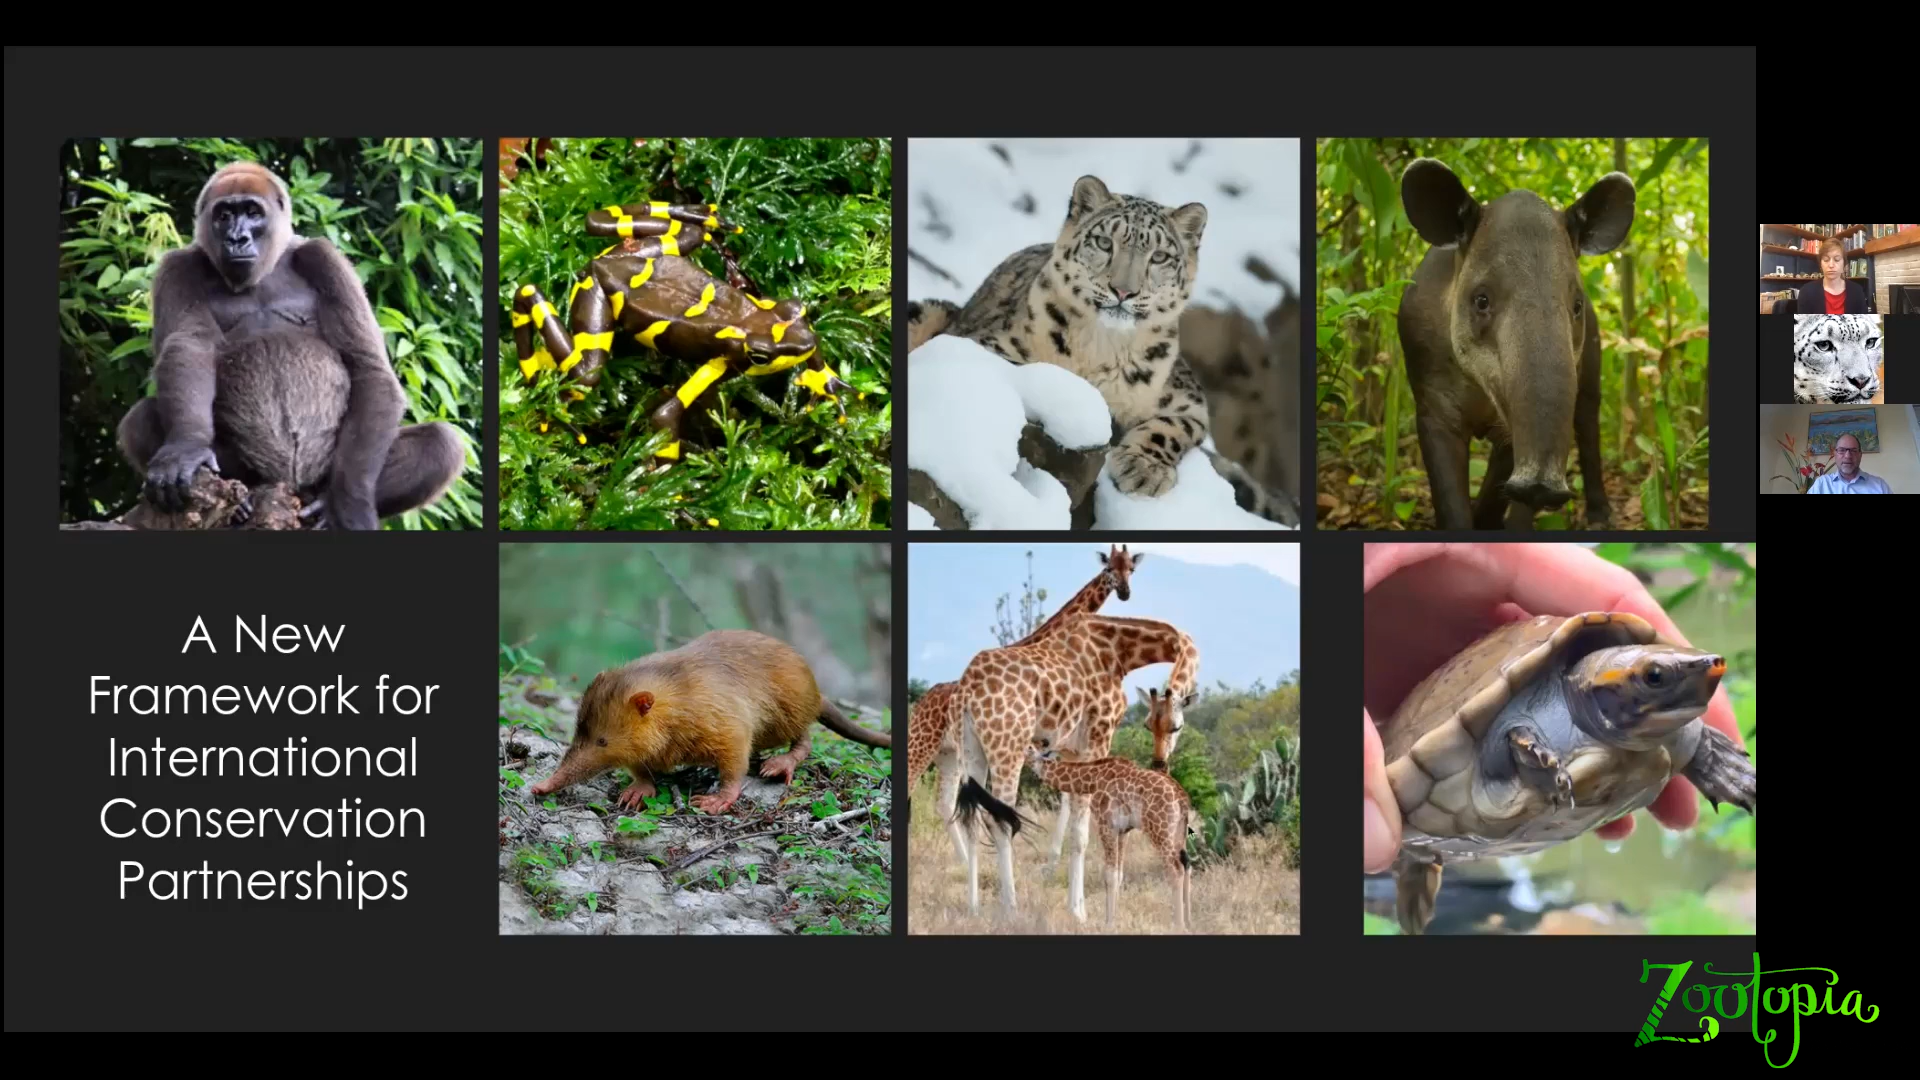 A New
Framework for
International
Conservation
Partnerships
Zootopia